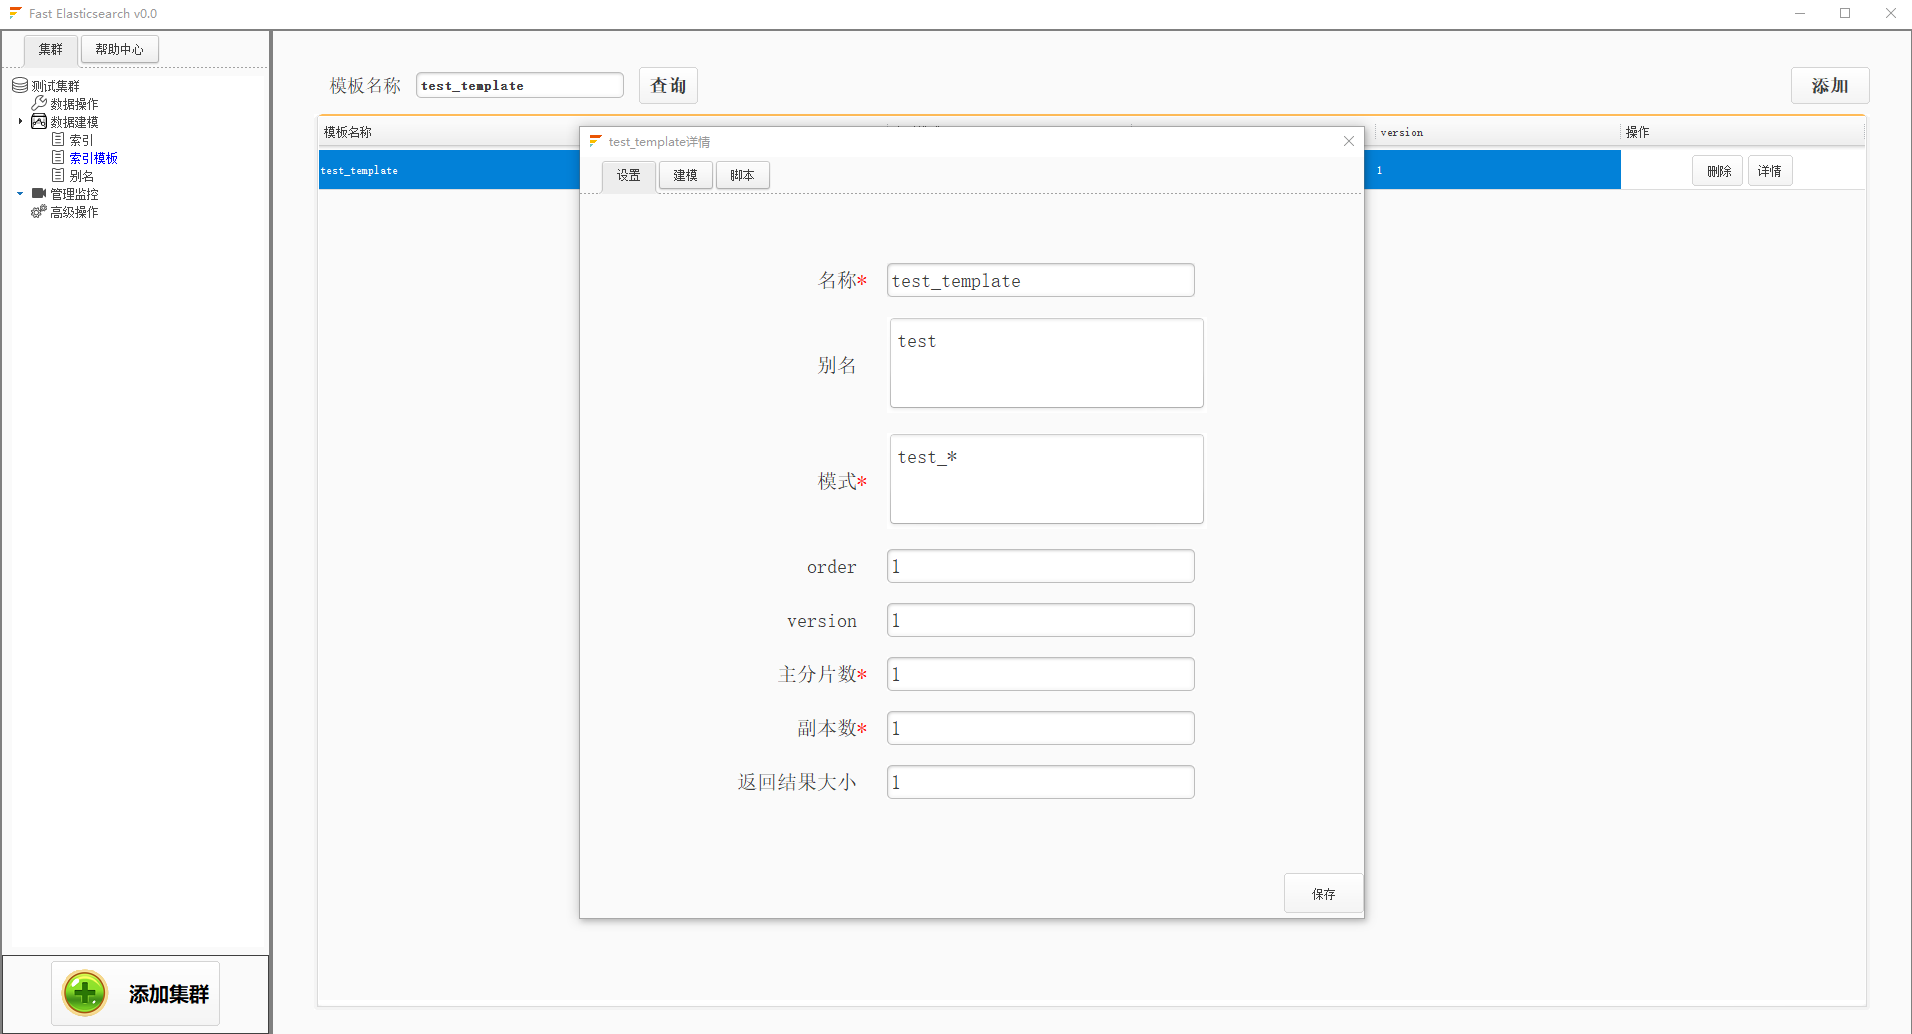 Fast Elasticsearch v0.0
集群
帮助中心
测试集群
数据操作
数据建模
索引
索引模板
别名
管理监控
高级操作
添加集群
模板名称
test_template
查询
添加
模板名称
version
操作
test_template
1
删除
详情
test_template详情
设置
建模
脚本
名称*
test_template
别名
test
模式*
test_*
order
1
version
1
主分片数*
1
副本数*
1
返回结果大小
1
保存